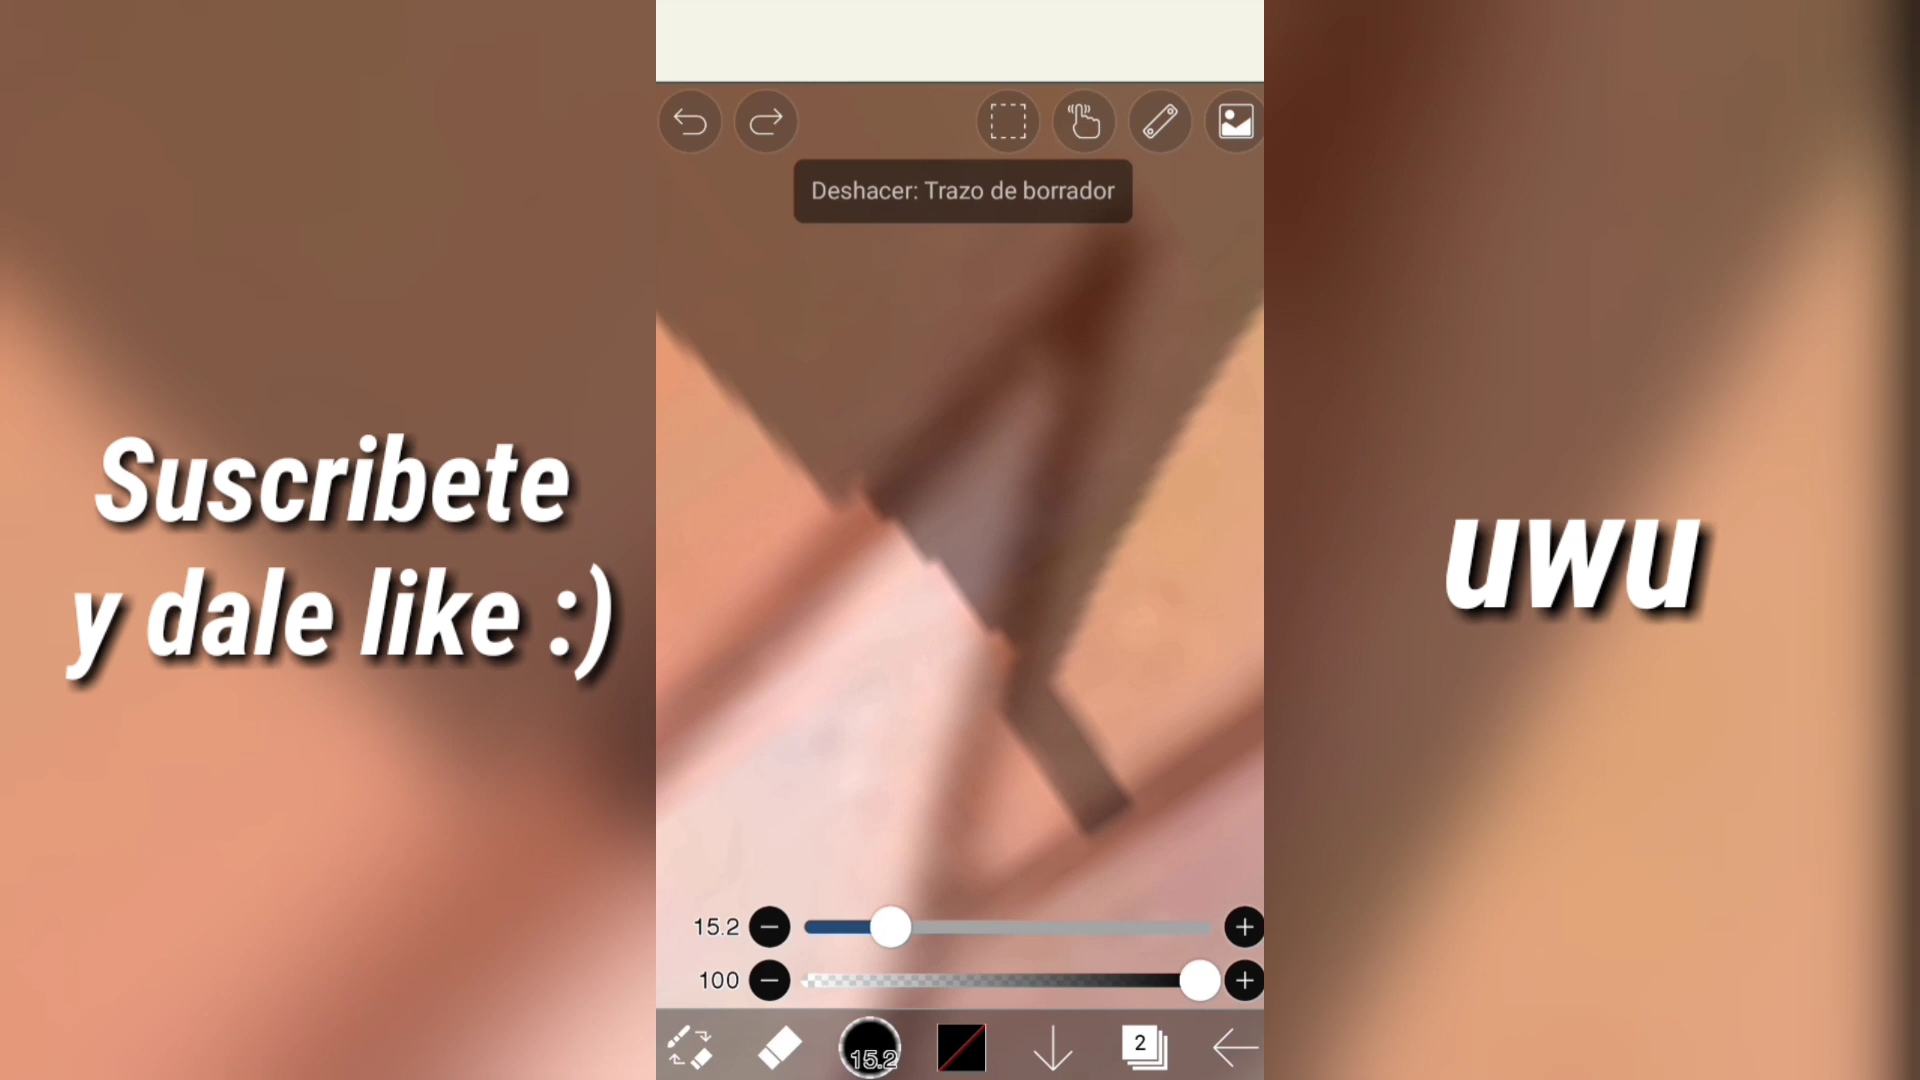 Deshacer: Trazo de borrador
Suscribete
y dale like :)
uwu
15.2
100
15.2
2